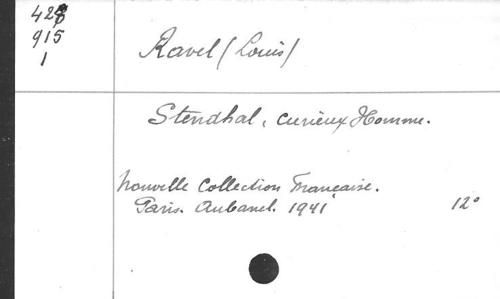 428
915
1
Ravel (Louis)
Stendhal, curieux Homme.
Nouvelle Collection Française.
Paris. Aubanel. 1941 12°